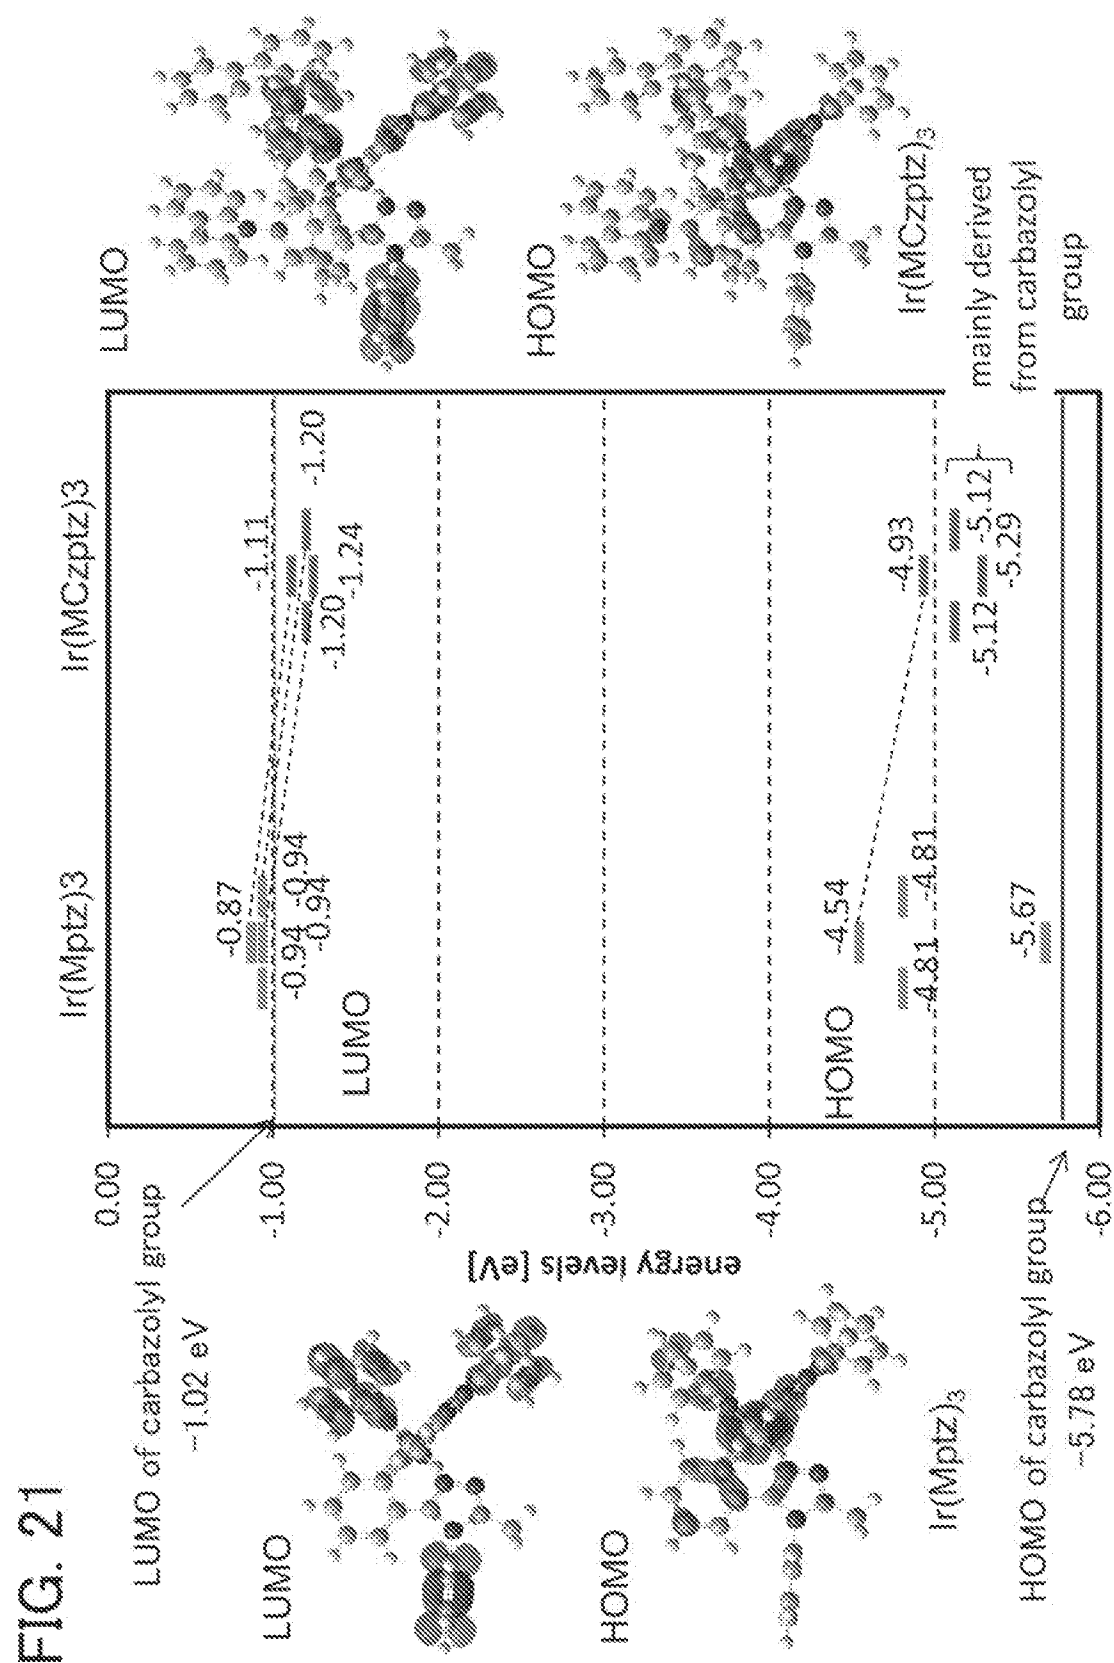 FIG. 21
LUMO of carbazolyl group
−1.02 eV
LUMO
HOMO
Ir(Mptz)3
HOMO of carbazolyl group
−5.78 eV
energy levels [eV]
0.00
-1.00
-2.00
-3.00
-4.00
-5.00
-6.00
Ir(Mptz)3
Ir(MCzptz)3
-0.87
-0.94
-0.94
-0.94
LUMO
-1.11
-1.20
-1.20
-1.24
HOMO
-4.54
-4.81
-4.81
-5.67
-4.93
-5.12
-5.12
-5.29
LUMO
HOMO
Ir(MCzptz)3
mainly derived
from carbazolyl
group